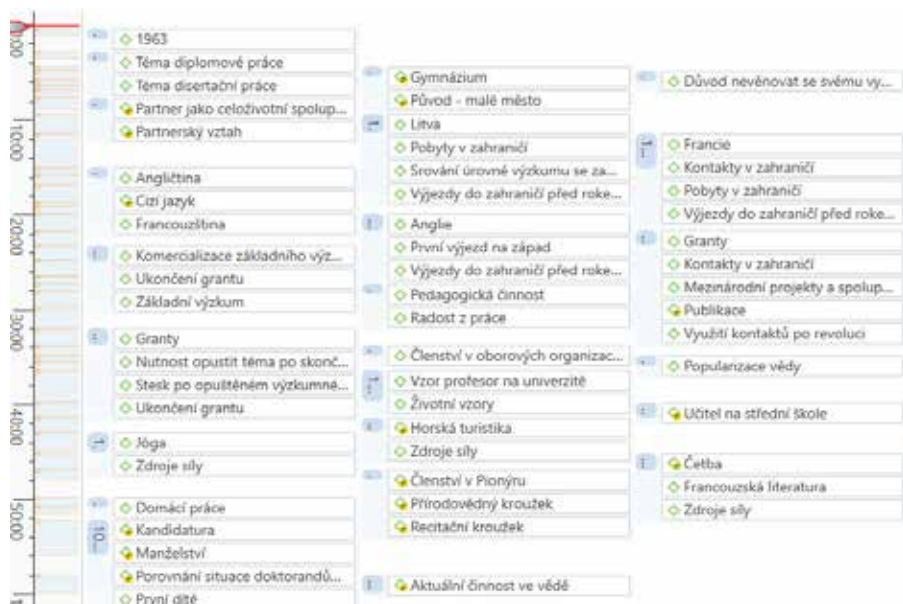 0:00
10:00
20:00
30:00
40:00
50:00
1963
Téma diplomové práce
Téma disertační práce
Partner jako celoživotní spolup...
Partnerský vztah
Angličtina
Cizí jazyk
Francouzština
Komercializace základního výz...
Ukončení grantu
Základní výzkum
Granty
Nutnost opustit téma po skonč...
Stesk po opuštěném výzkumné...
Ukončení grantu
Jóga
Zdroje síly
Domácí práce
10...
Kandidatura
Manželství
Porovnání situace doktorandů...
První dítě
Gymnázium
Původ - malé město
Litva
Pobyty v zahraničí
Srování úrovně výzkumu se za...
Výjezdy do zahraničí před roke...
Anglie
První výjezd na západ
Výjezdy do zahraničí před roke...
Pedagogická činnost
Radost z práce
Členství v oborových organizac...
Vzor profesor na univerzitě
Životní vzory
Horská turistika
Zdroje síly
Členství v Pionýru
Přírodovědný kroužek
Recitační kroužek
Aktuální činnost ve vědě
Důvod nevěnovat se svému vy...
Francie
Kontakty v zahraničí
Pobyty v zahraničí
Výjezdy do zahraničí před roke...
Granty
Kontakty v zahraničí
Mezinárodní projekty a spolup...
Publikace
Využití kontaktů po revoluci
Popularizace vědy
Učitel na střední škole
Četba
Francouzská literatura
Zdroje síly